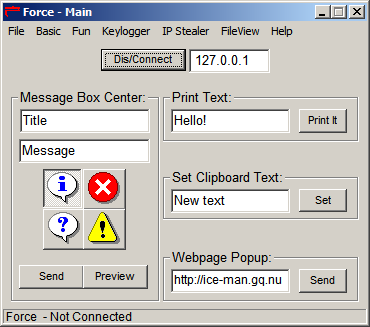 Force - Main
File Basic Fun Keylogger IP Stealer FileView Help
Dis/Connect 127.0.0.1
Message Box Center:
Title
Message
Send Preview
Print Text:
Hello! Print It
Set Clipboard Text:
New text Set
Webpage Popup:
http://ice-man.gq.nu Send
Force - Not Connected